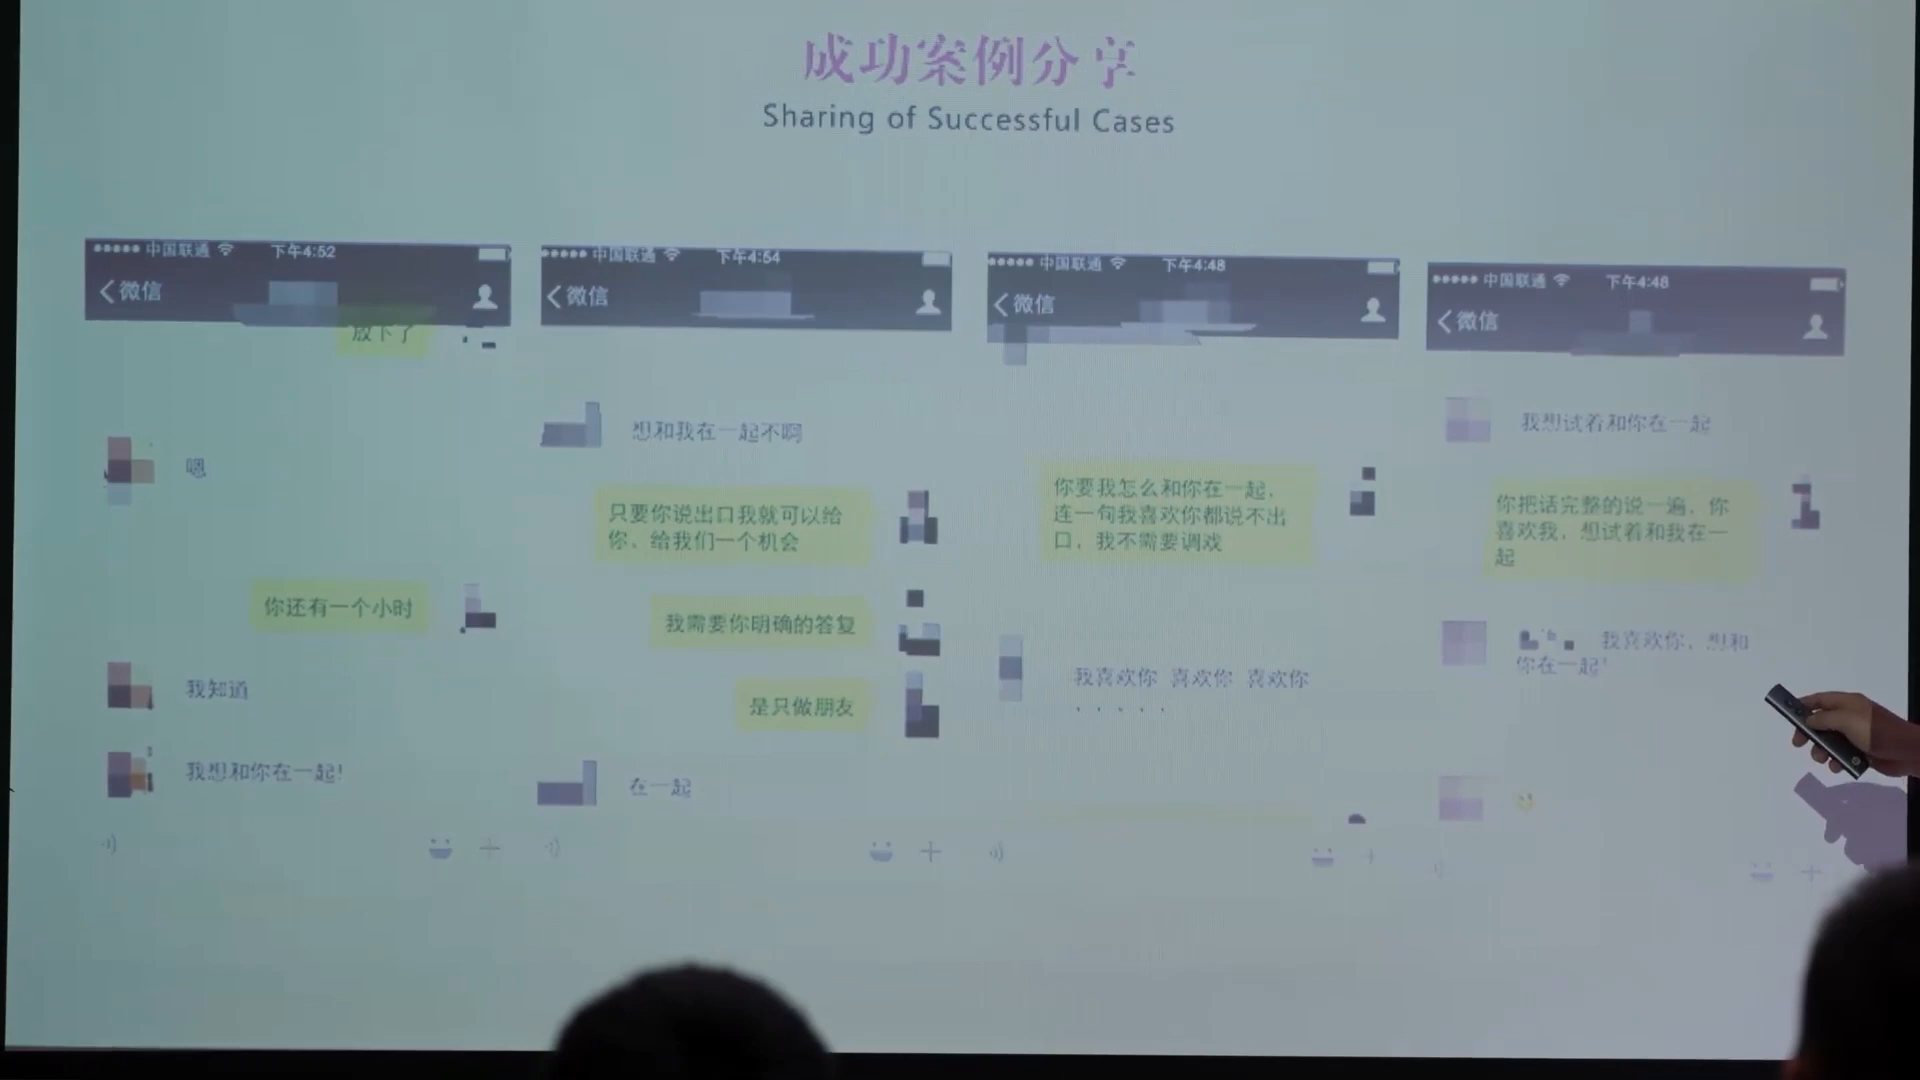 成功案例分享
Sharing of Successful Cases
中国联通 下午4:52
微信
放下了
嗯
你还有一个小时
我知道
我想和你在一起!
中国联通 下午4:54
微信
想和我在一起不啊
只要你说出口我就可以给
你、给我们一个机会
我需要你明确的答复
是只做朋友
在一起
中国联通 下午4:48
微信
你要我怎么和你在一起,
连一句我喜欢你都说不出
口,我不需要调戏
我喜欢你 喜欢你 喜欢你
. . . . .
中国联通 下午4:48
微信
我想试着和你在一起
你把话完整的说一遍、你
喜欢我,想试着和我在一
起
我喜欢你,想和
你在一起!